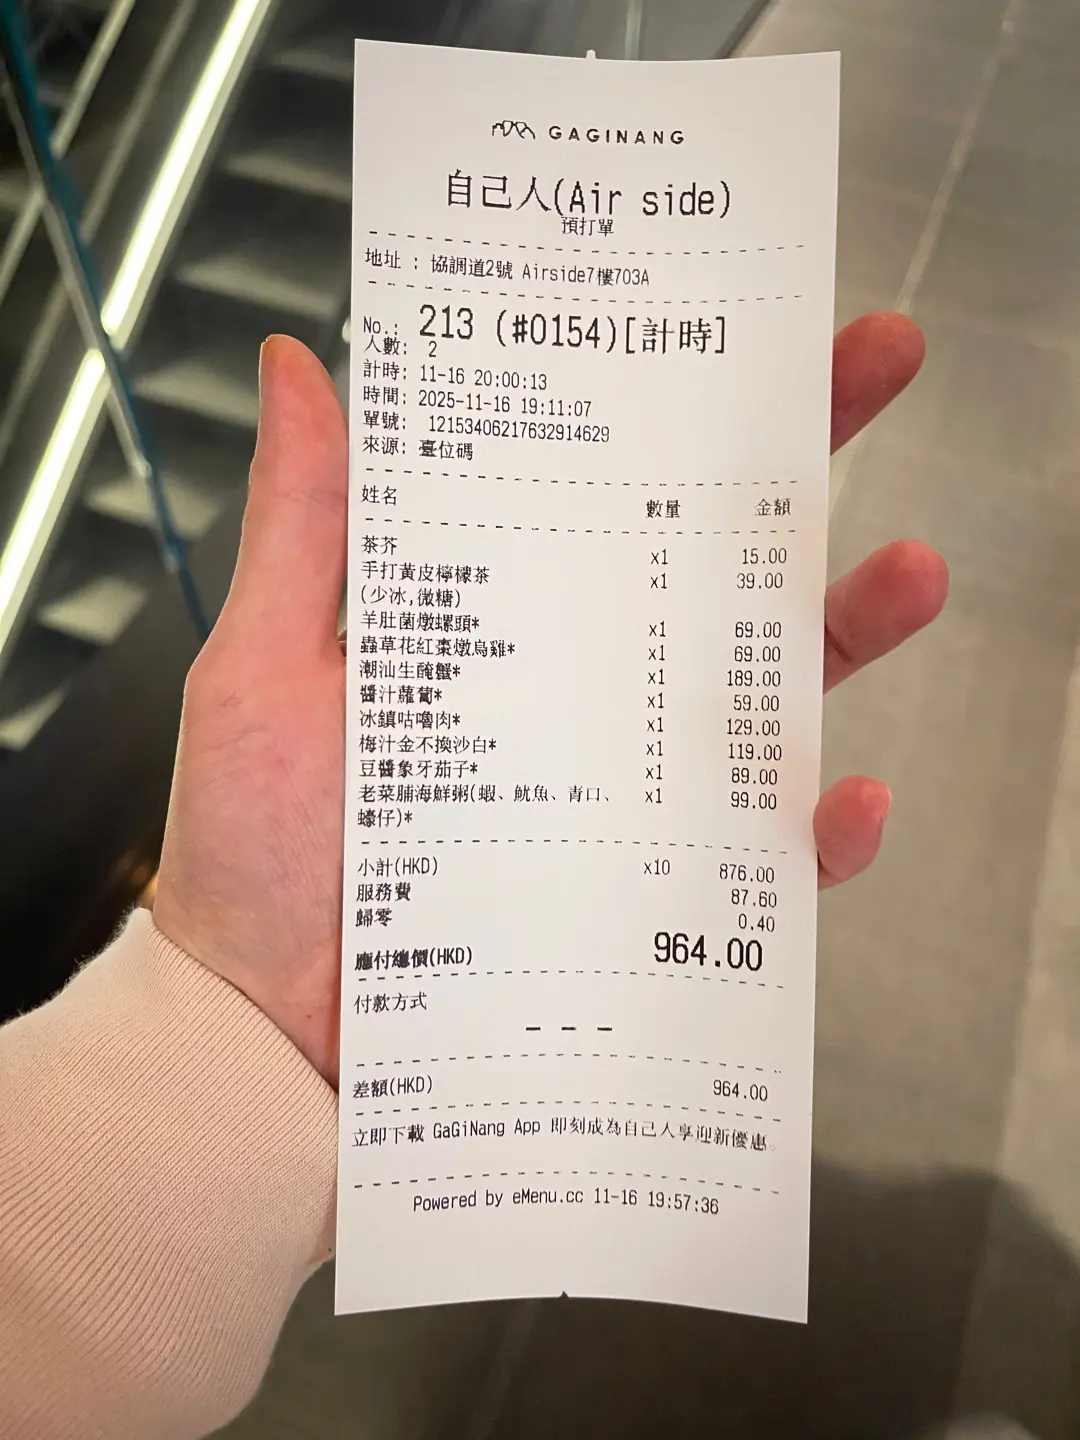 GAGINANG
自己人(Air side)
預打單
地址 : 協調道2號 Airside7樓703A
No.: 213 (#0154)[計時]
人數: 2
計時: 11-16 20:00:13
時間: 2025-11-16 19:11:07
單號: 12153406217632914629
來源: 臺位碼
姓名 數量 金額
茶芥 x1 15.00
手打黃皮檸檬茶 x1 39.00
(少冰,微糖)
羊肚菌燉螺頭* x1 69.00
蟲草花紅棗燉烏雞* x1 69.00
潮汕生醃蟹* x1 189.00
醬汁蘿蔔* x1 59.00
冰鎮咕嚕肉* x1 129.00
梅汁金不換沙白* x1 119.00
豆醬象牙茄子* x1 89.00
老菜脯海鮮粥(蝦、魷魚、青口、 x1 99.00
蠔仔)*
小計(HKD) x10 876.00
服務費 87.60
歸零 0.40
應付總價(HKD) 964.00
付款方式
— — —
差額(HKD) 964.00
立即下載 GaGiNang App 即刻成為自己人享迎新優惠。
Powered by eMenu.cc 11-16 19:57:36